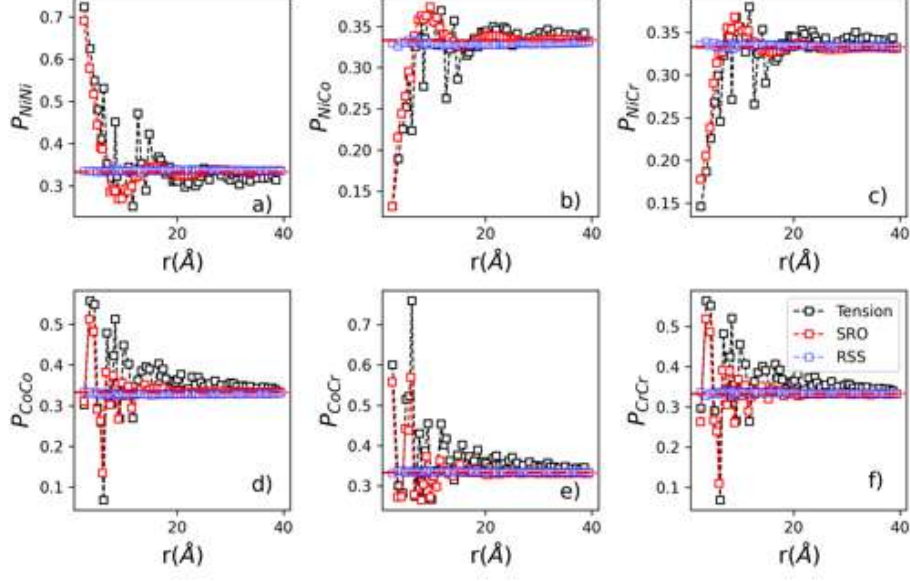 0.7
0.6
0.5
0.4
0.3
P_NiNi
a)
20
40
r(Å)
0.35
0.30
0.25
0.20
0.15
P_NiCo
b)
20
40
r(Å)
0.35
0.30
0.25
0.20
0.15
P_NiCr
c)
20
40
r(Å)
0.5
0.4
0.3
0.2
0.1
P_CoCo
d)
20
40
r(Å)
0.7
0.6
0.5
0.4
0.3
P_CoCr
e)
20
40
r(Å)
0.5
0.4
0.3
0.2
0.1
P_CrCr
Tension
SRO
RSS
f)
20
40
r(Å)